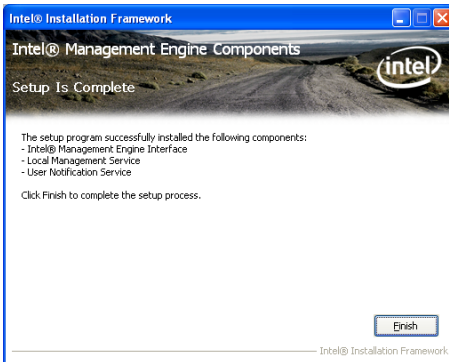 Intel® Installation Framework
Intel® Management Engine Components
intel®
Setup Is Complete
The setup program successfully installed the following components:
- Intel® Management Engine Interface
- Local Management Service
- User Notification Service
Click Finish to complete the setup process.
Finish
Intel® Installation Framework